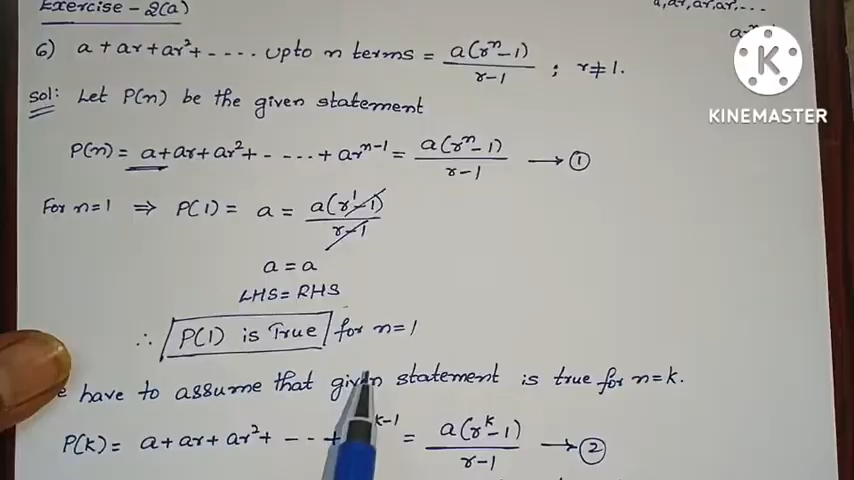 Exercise - 2(a)
a, ar, ar, ar, ...
6) a + ar + ar² + - - - - upto n terms = a(rⁿ-1)/r-1 ; r≠1.
Sol: Let P(n) be the given statement
P(n) = a + ar + ar² + - - - - - + arⁿ⁻¹ = a(rⁿ-1)/r-1 → ①
For n=1 ⇒ P(1) = a = a(r¹-1)/r-1
a = a
LHS = RHS
∴ P(1) is True for n=1
have to assume that given statement is true for n=k.
P(k) = a + ar + ar² + - - - + k-1 = a(rᵏ-1)/r-1 → ②
K
KINEMASTER